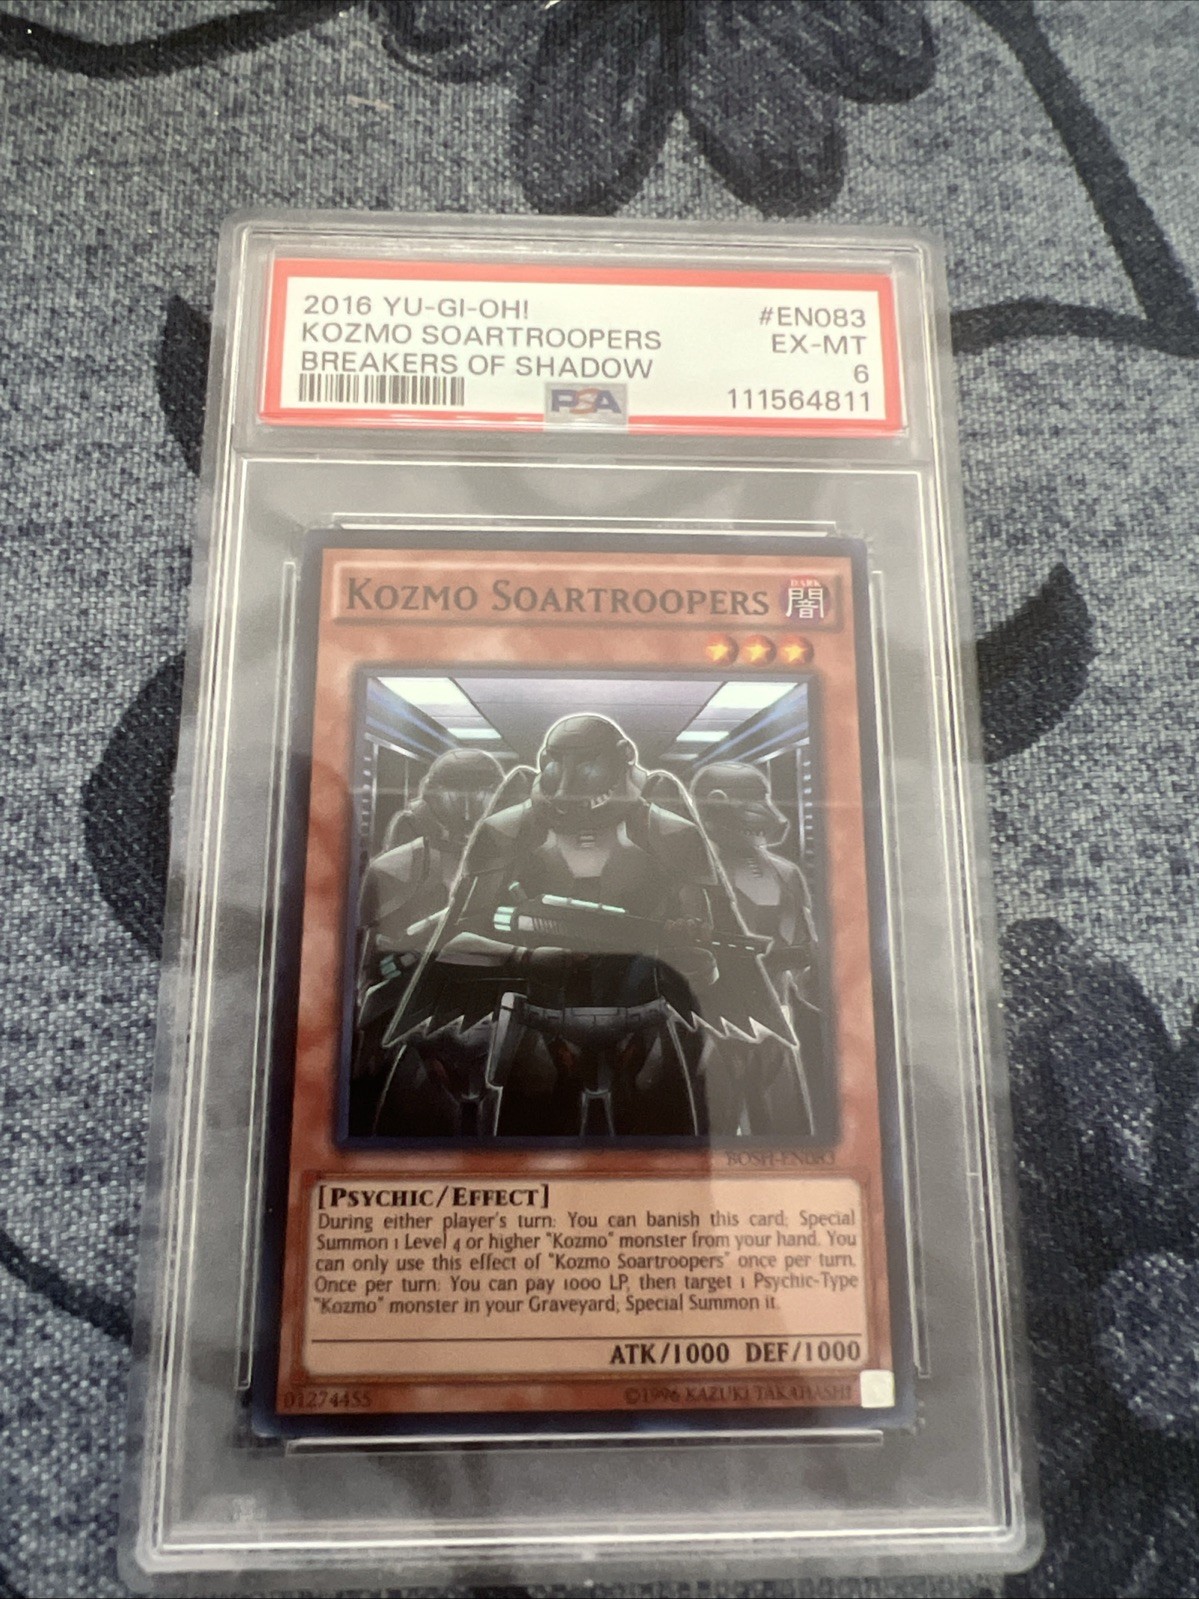 2016 YU-GI-OH! #EN083
KOZMO SOARTROOPERS EX-MT
BREAKERS OF SHADOW 6
PSA 111564811
KOZMO SOARTROOPERS
DARK
闇
BOSH-EN083
[PSYCHIC/EFFECT]
During either player's turn: You can banish this card; Special
Summon 1 Level 4 or higher "Kozmo" monster from your hand. You
can only use this effect of "Kozmo Soartroopers" once per turn.
Once per turn: You can pay 1000 LP, then target 1 Psychic-Type
"Kozmo" monster in your Graveyard; Special Summon it.
ATK/1000 DEF/1000
01274455 ©1996 KAZUKI TAKAHASHI